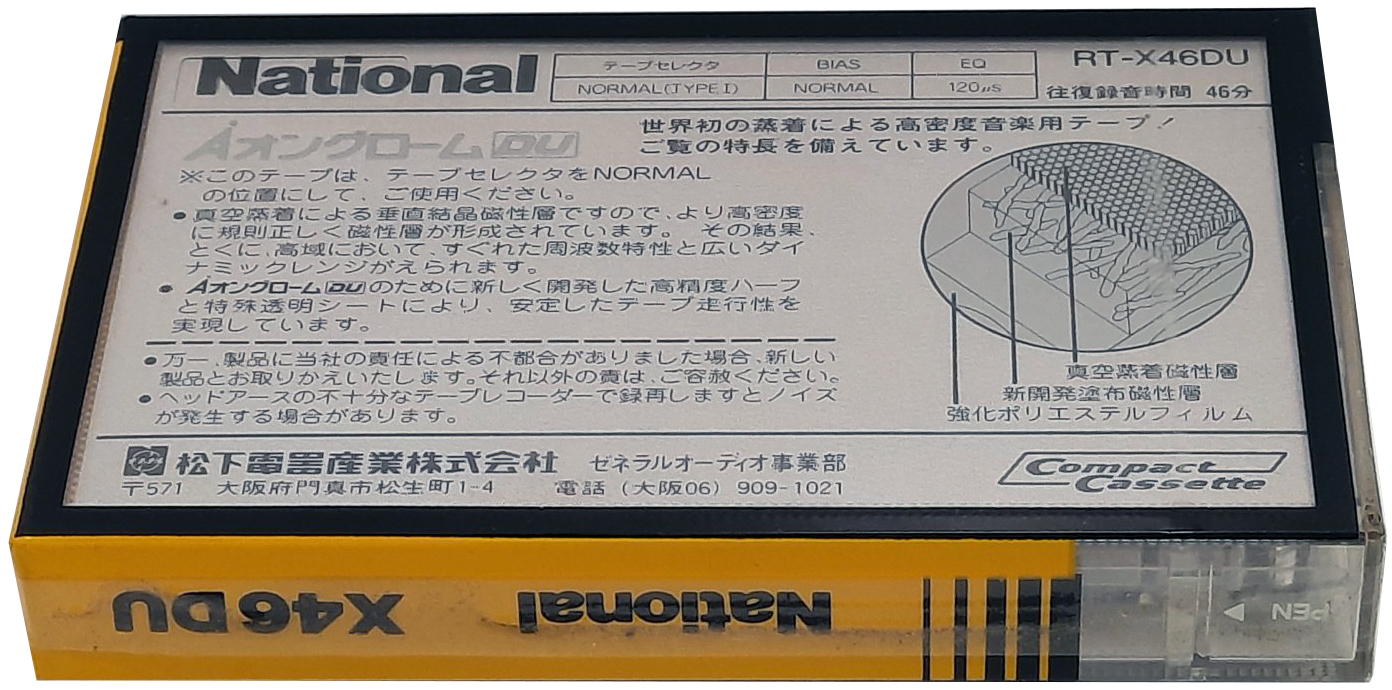 National
テープセレクタ BIAS EQ
NORMAL(TYPE I) NORMAL 120μs
RT-X46DU
往復録音時間 46分
オングローム DU
世界初の蒸着による高密度音楽用テープ!
ご覧の特長を備えています。
※このテープは、テープセレクタをNORMAL
の位置にして、ご使用ください。
●真空蒸着による垂直結晶磁性層ですので、より高密度
に規則正しく磁性層が形成されています。 その結果、
とくに、高域において、すぐれた周波数特性と広いダイ
ナミックレンジがえられます。
●Åオングローム DU のために新しく開発した高精度ハーフ
と特殊透明シートにより、安定したテープ走行性を
実現しています。
●万一、製品に当社の責任による不都合がありました場合、新しい
製品とお取りかえいたします。それ以外の責は、ご容赦ください。
●ヘッドアースの不十分なテープレコーダーで録再しますとノイズ
が発生する場合があります。
真空蒸着磁性層
新開発塗布磁性層
強化ポリエステルフィルム
松下電器産業株式会社 ゼネラルオーディオ事業部
〒571 大阪府門真市松生町1-4 電話(大阪06)909-1021
Compact
Cassette
X46DU National
PEN